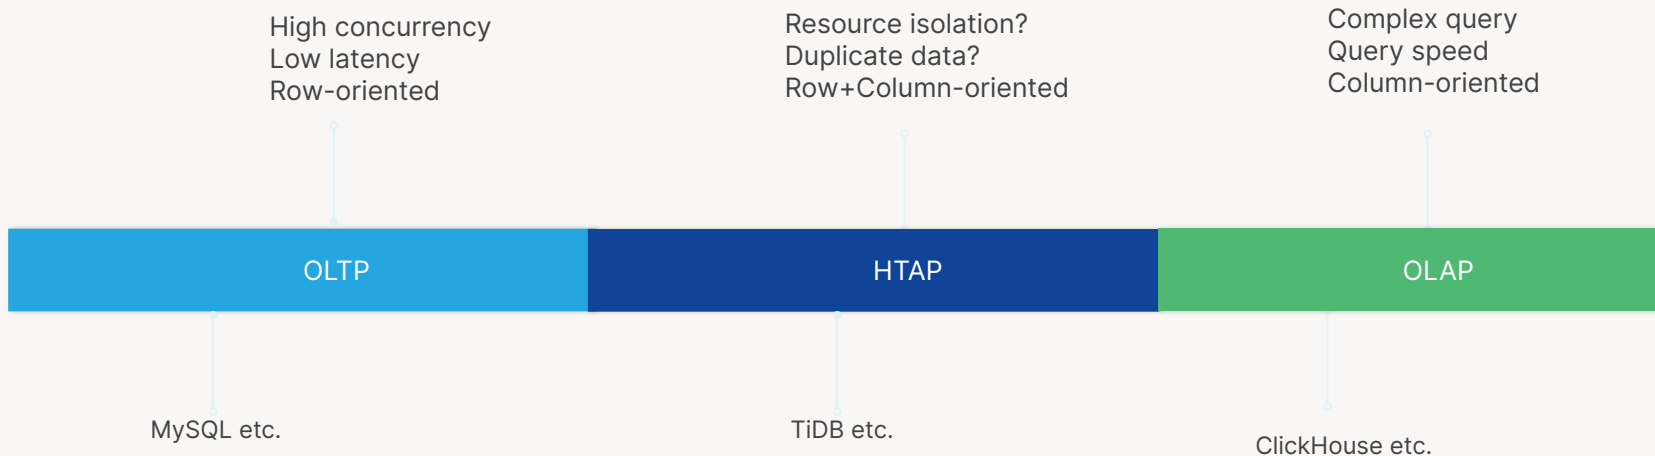 High concurrency
Low latency
Row-oriented
Resource isolation?
Duplicate data?
Row+Column-oriented
Complex query
Query speed
Column-oriented
OLTP
HTAP
OLAP
MySQL etc.
TiDB etc.
ClickHouse etc.